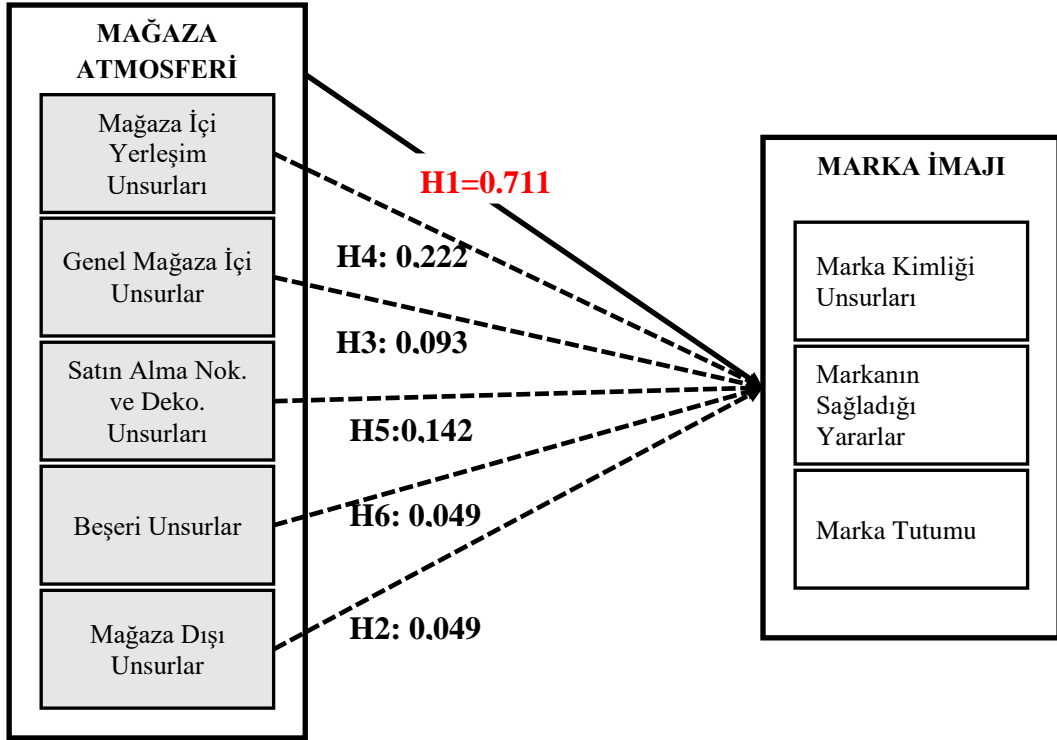 MAĞAZA
ATMOSFERİ
Mağaza İçi
Yerleşim
Unsurları
Genel Mağaza İçi
Unsurlar
Satın Alma Nok.
ve Deko.
Unsurları
Beşeri Unsurlar
Mağaza Dışı
Unsurlar
H1=0.711
H4: 0,222
H3: 0,093
H5:0,142
H6: 0,049
H2: 0,049
MARKA İMAJI
Marka Kimliği
Unsurları
Markanın
Sağladığı
Yararlar
Marka Tutumu